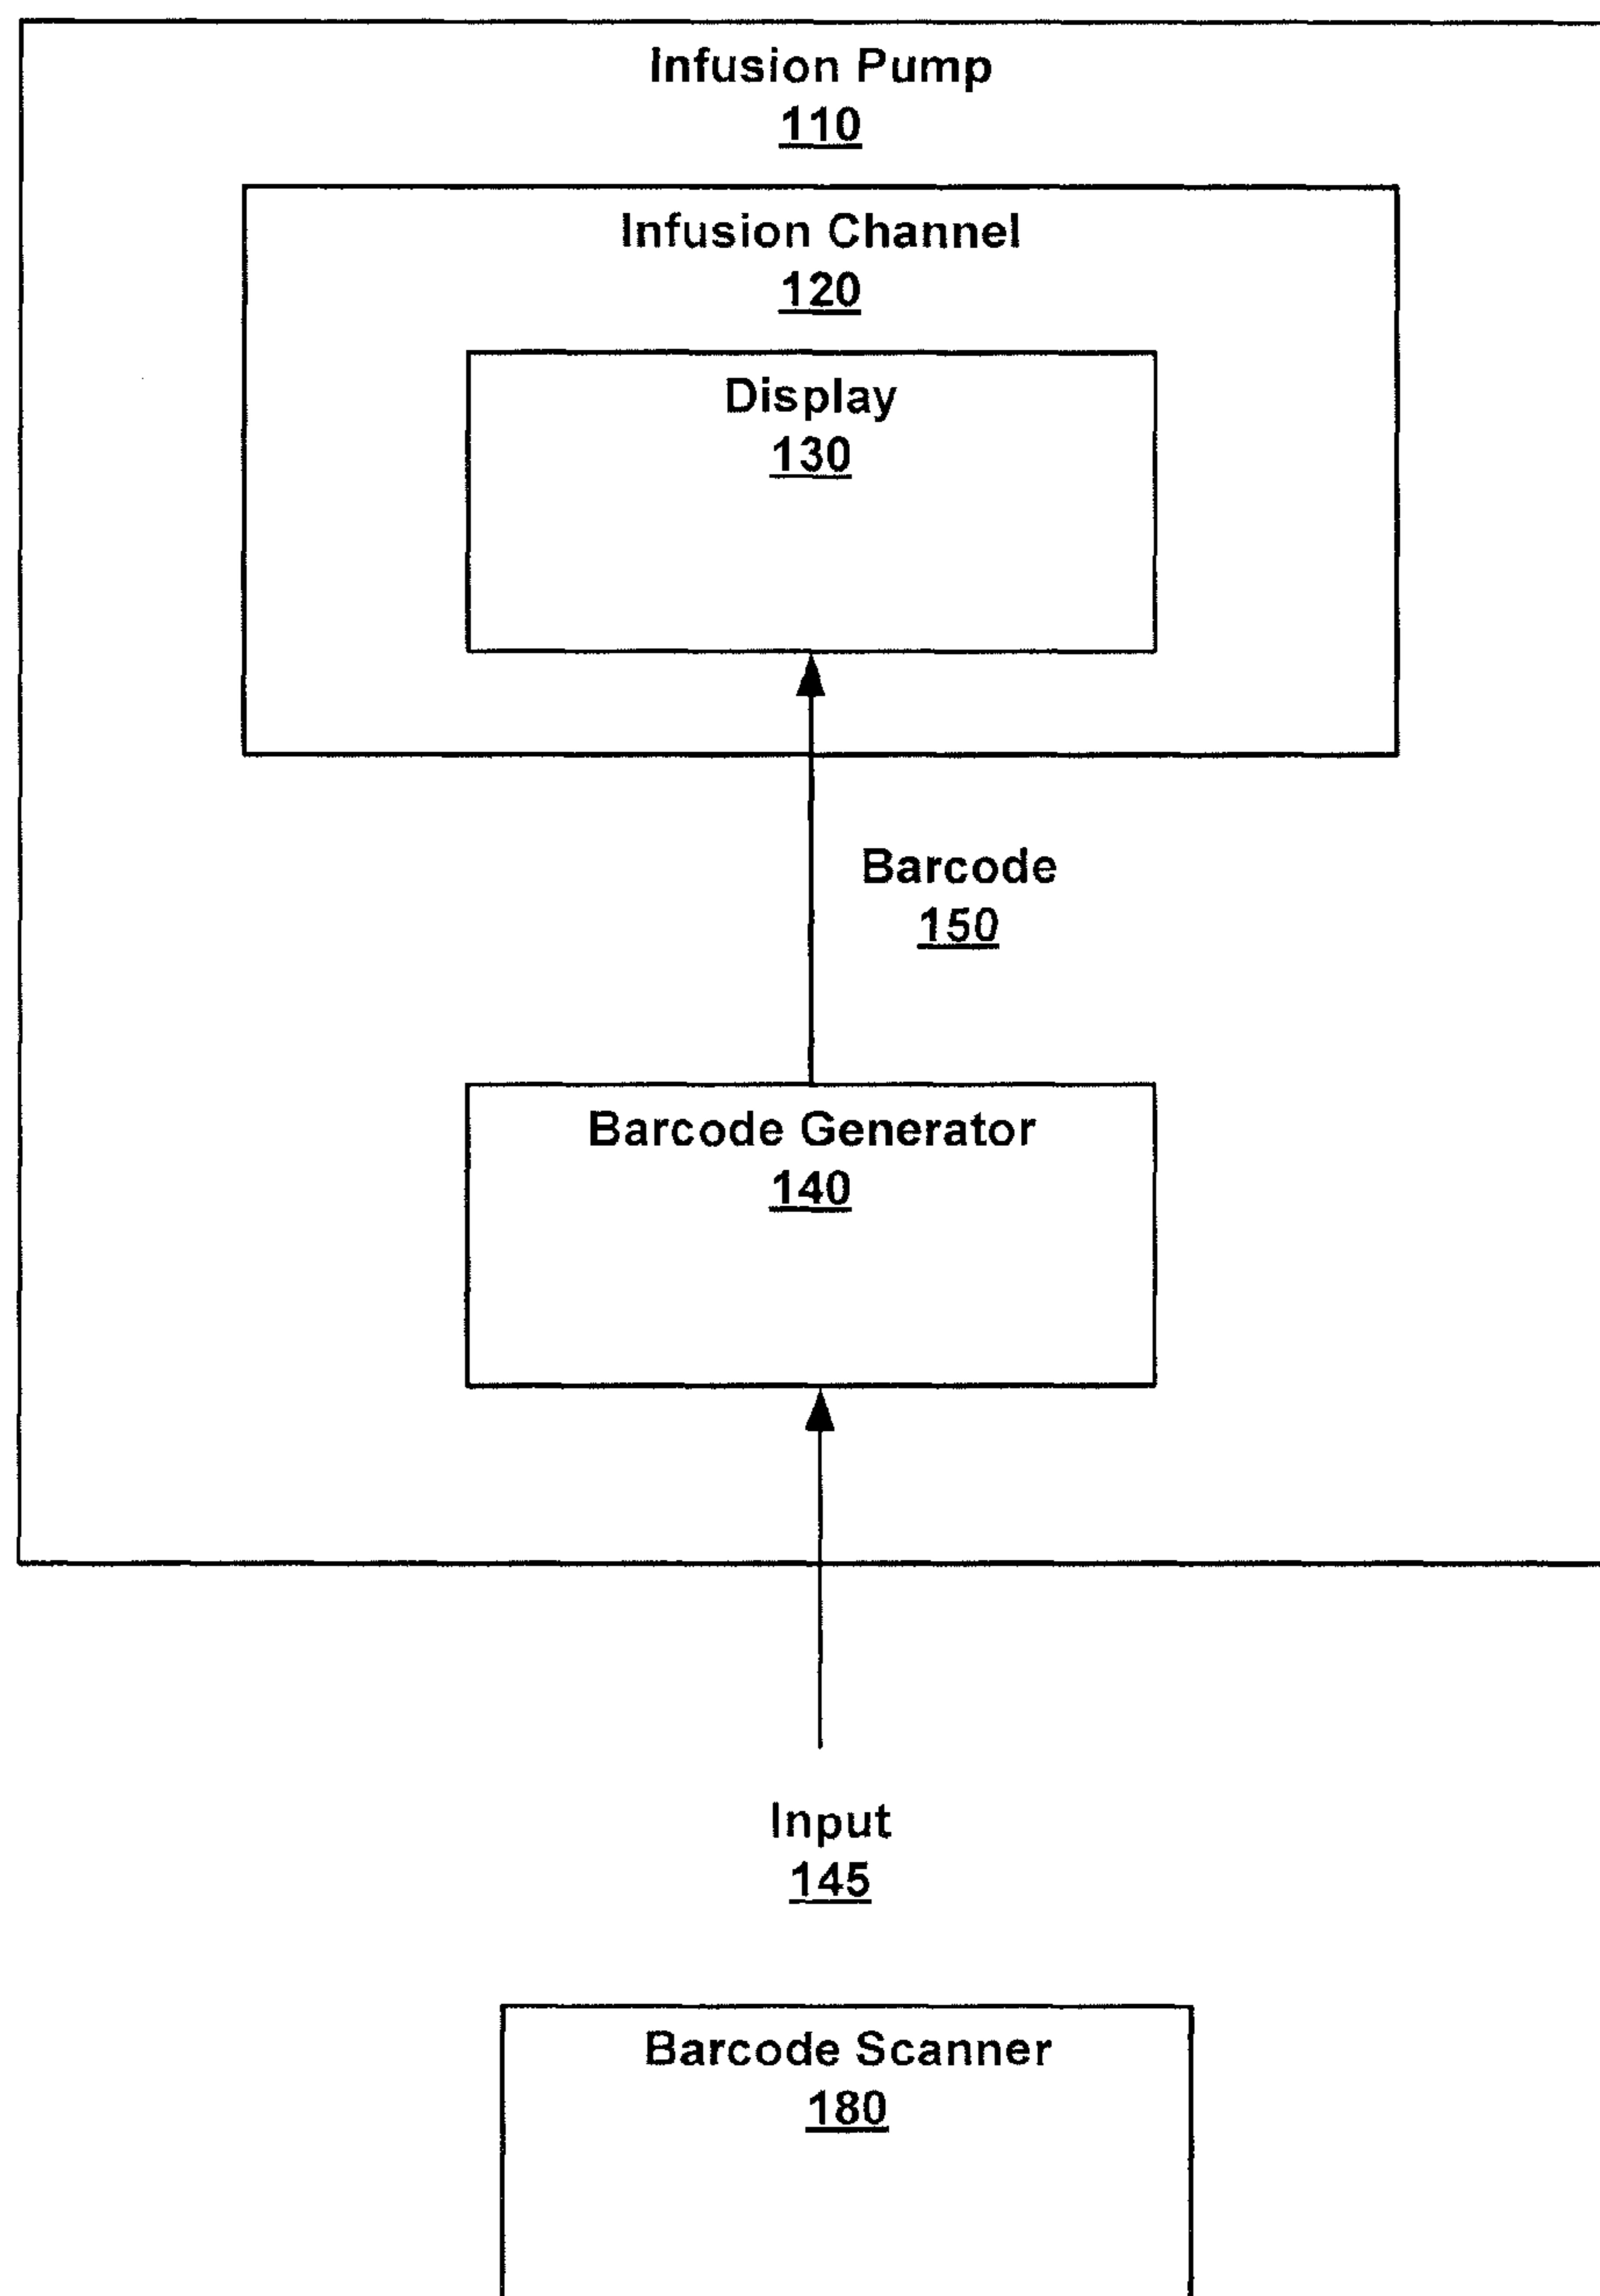 Infusion Pump
110
Infusion Channel
120
Display
130
Barcode
150
Barcode Generator
140
Input
145
Barcode Scanner
180